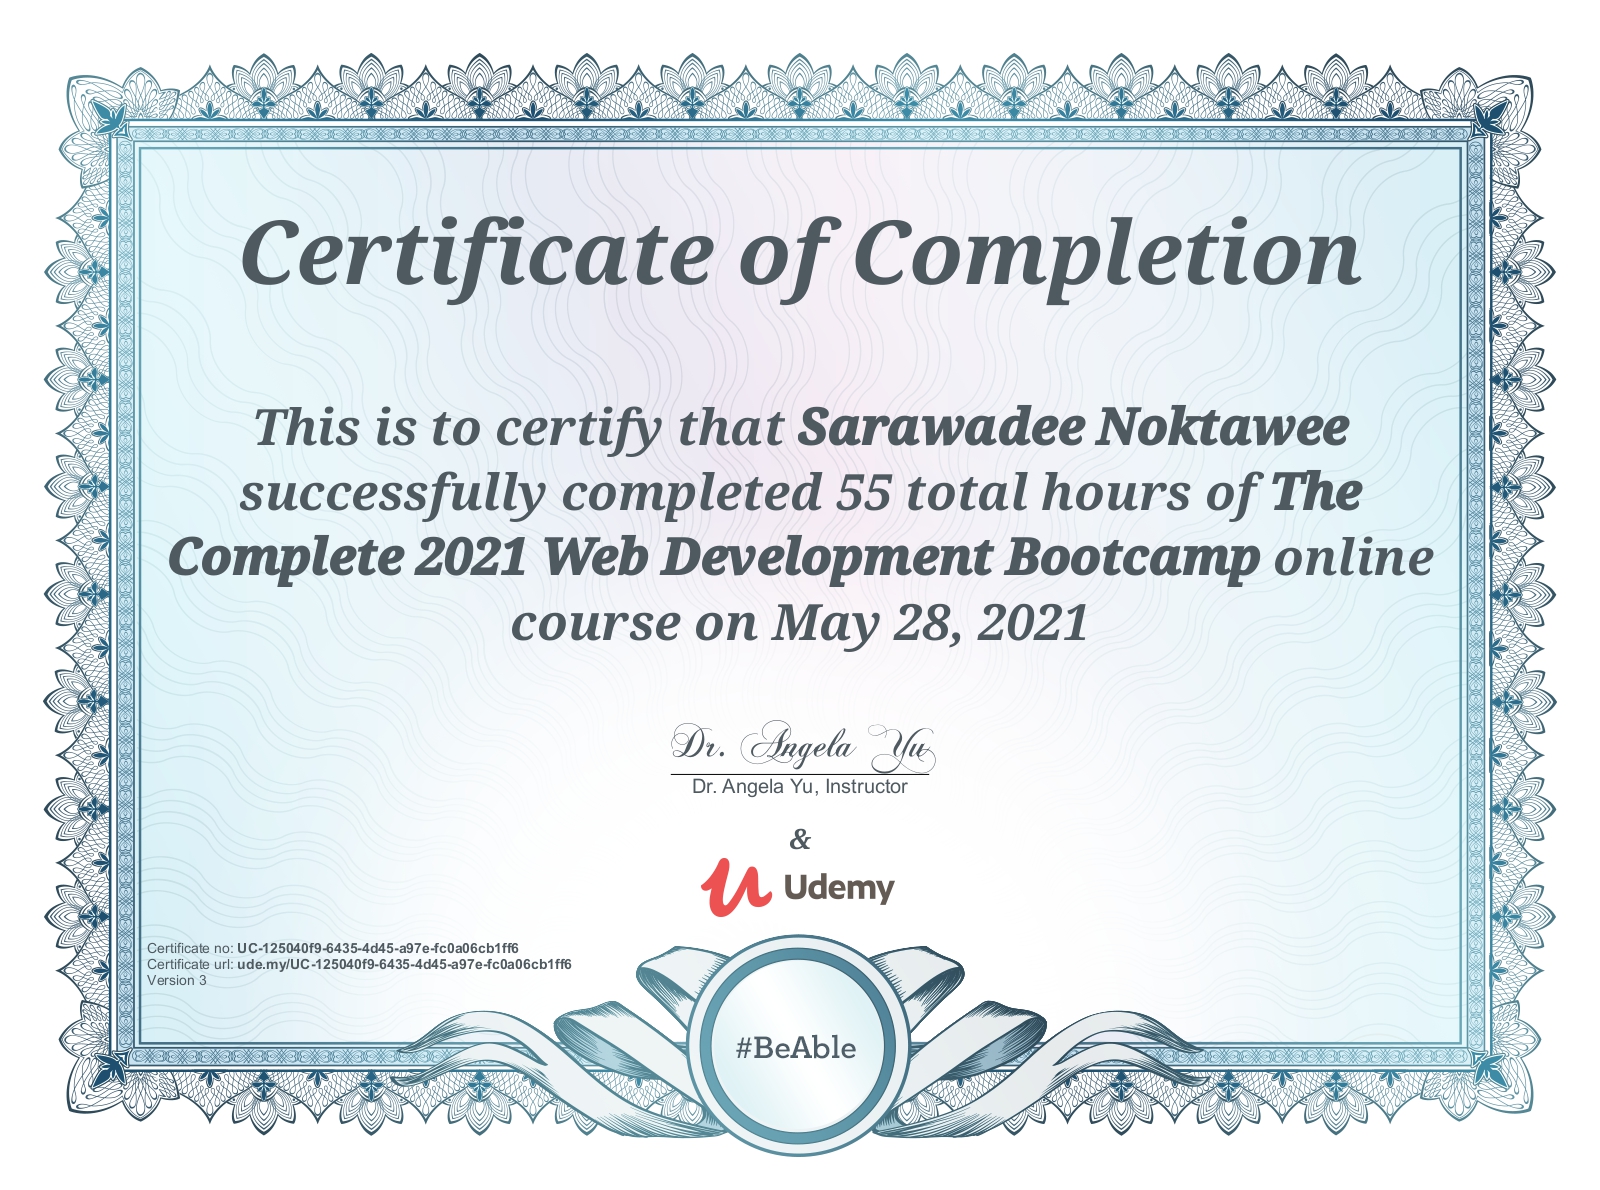 Certificate of Completion
This is to certify that Sarawadee Noktawee
successfully completed 55 total hours of The
Complete 2021 Web Development Bootcamp online
course on May 28, 2021
Dr. Angela Yu
Dr. Angela Yu, Instructor
&
Udemy
Certificate no: UC-125040f9-6435-4d45-a97e-fc0a06cb1ff6
Certificate url: ude.my/UC-125040f9-6435-4d45-a97e-fc0a06cb1ff6
Version 3
#BeAble